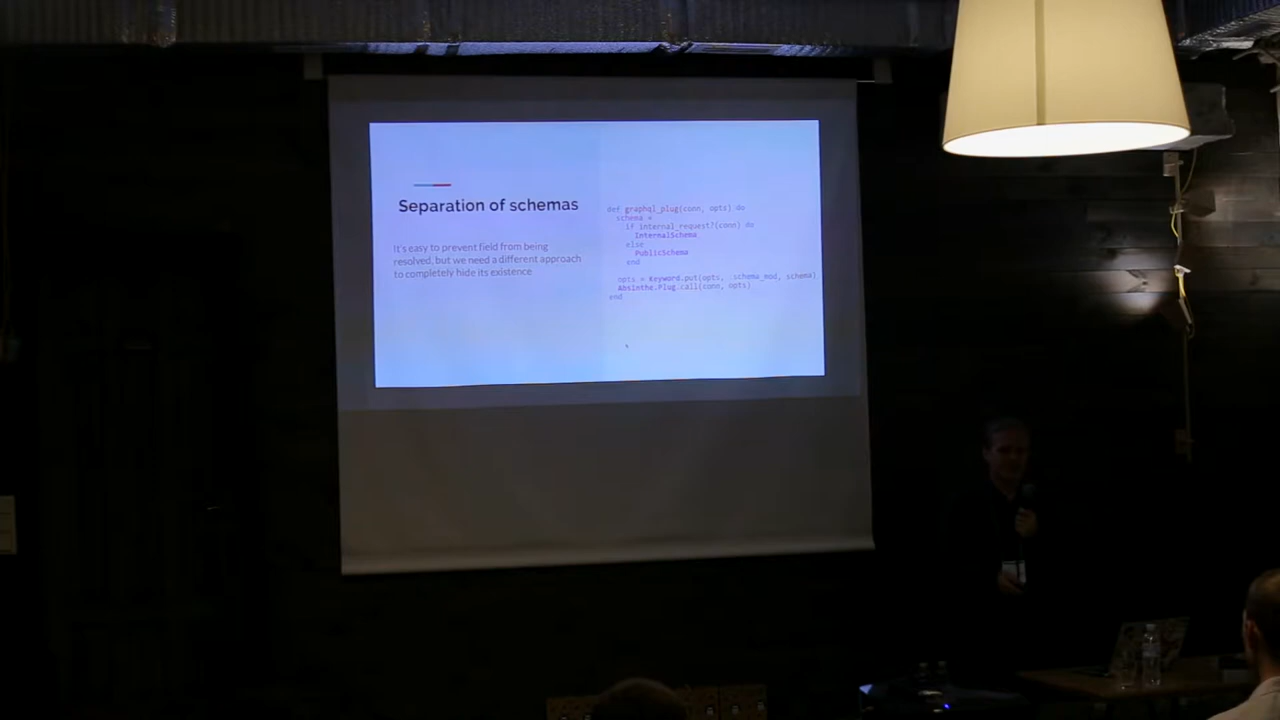 Separation of schemas
It's easy to prevent field from being
resolved, but we need a different approach
to completely hide its existence
def graphql_plug(conn, opts) do
schema =
if internal_request?(conn) do
InternalSchema
else
PublicSchema
end
opts = Keyword.put(opts, :schema_mod, schema)
Absinthe.Plug.call(conn, opts)
end